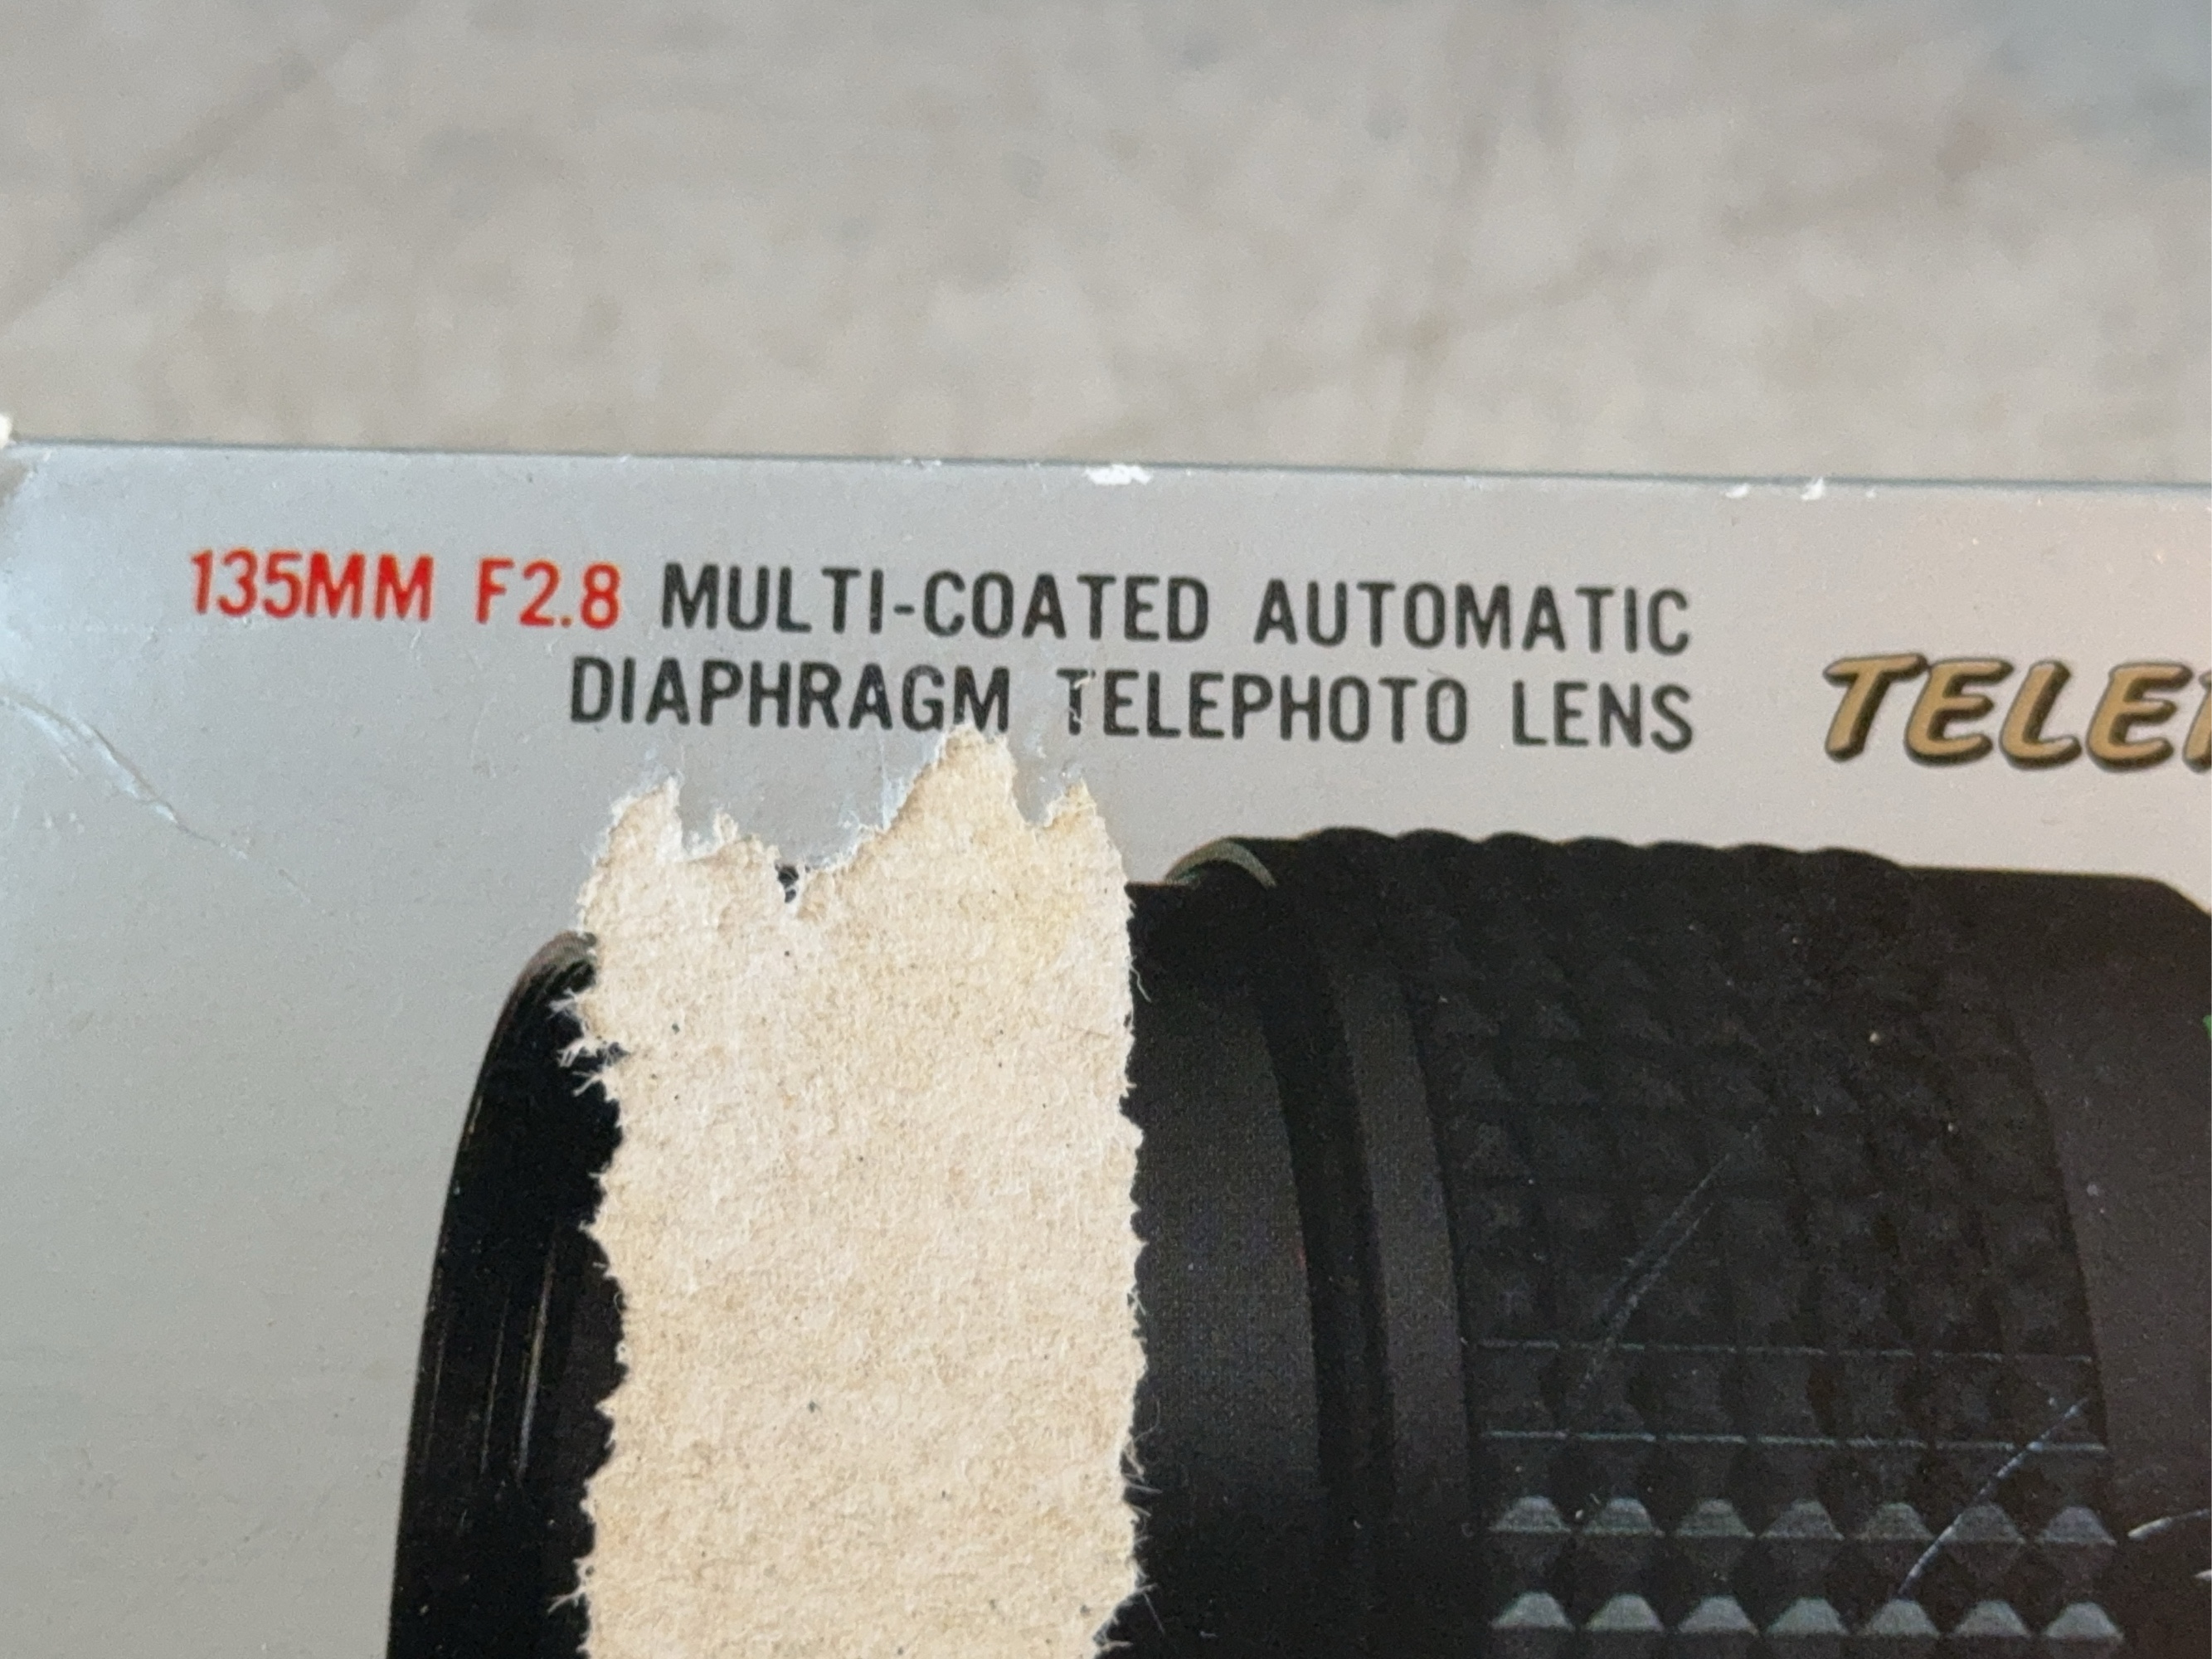 135MM F2.8 MULTI-COATED AUTOMATIC
DIAPHRAGM TELEPHOTO LENS